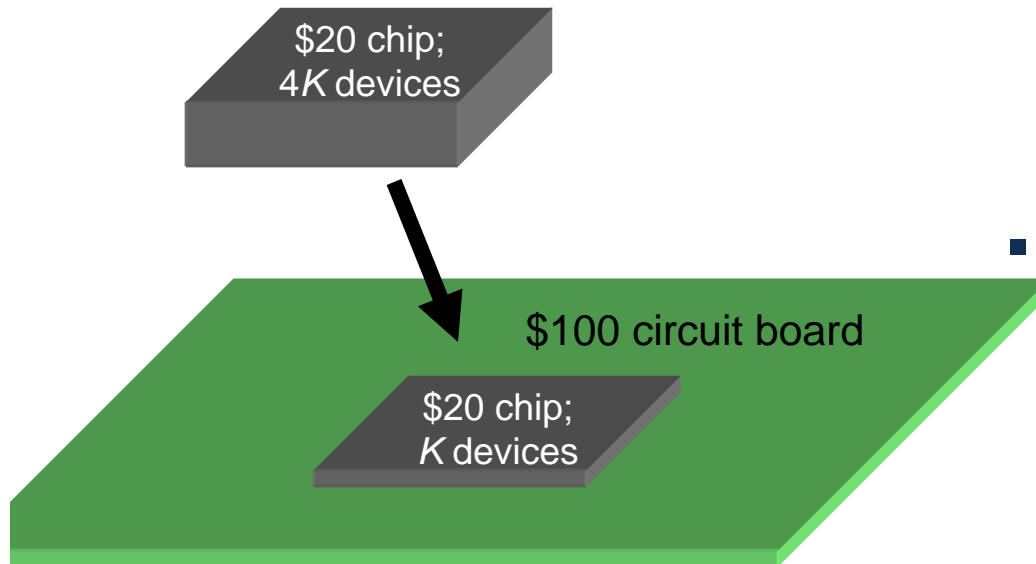 $20 chip;
4K devices
$100 circuit board
$20 chip;
K devices